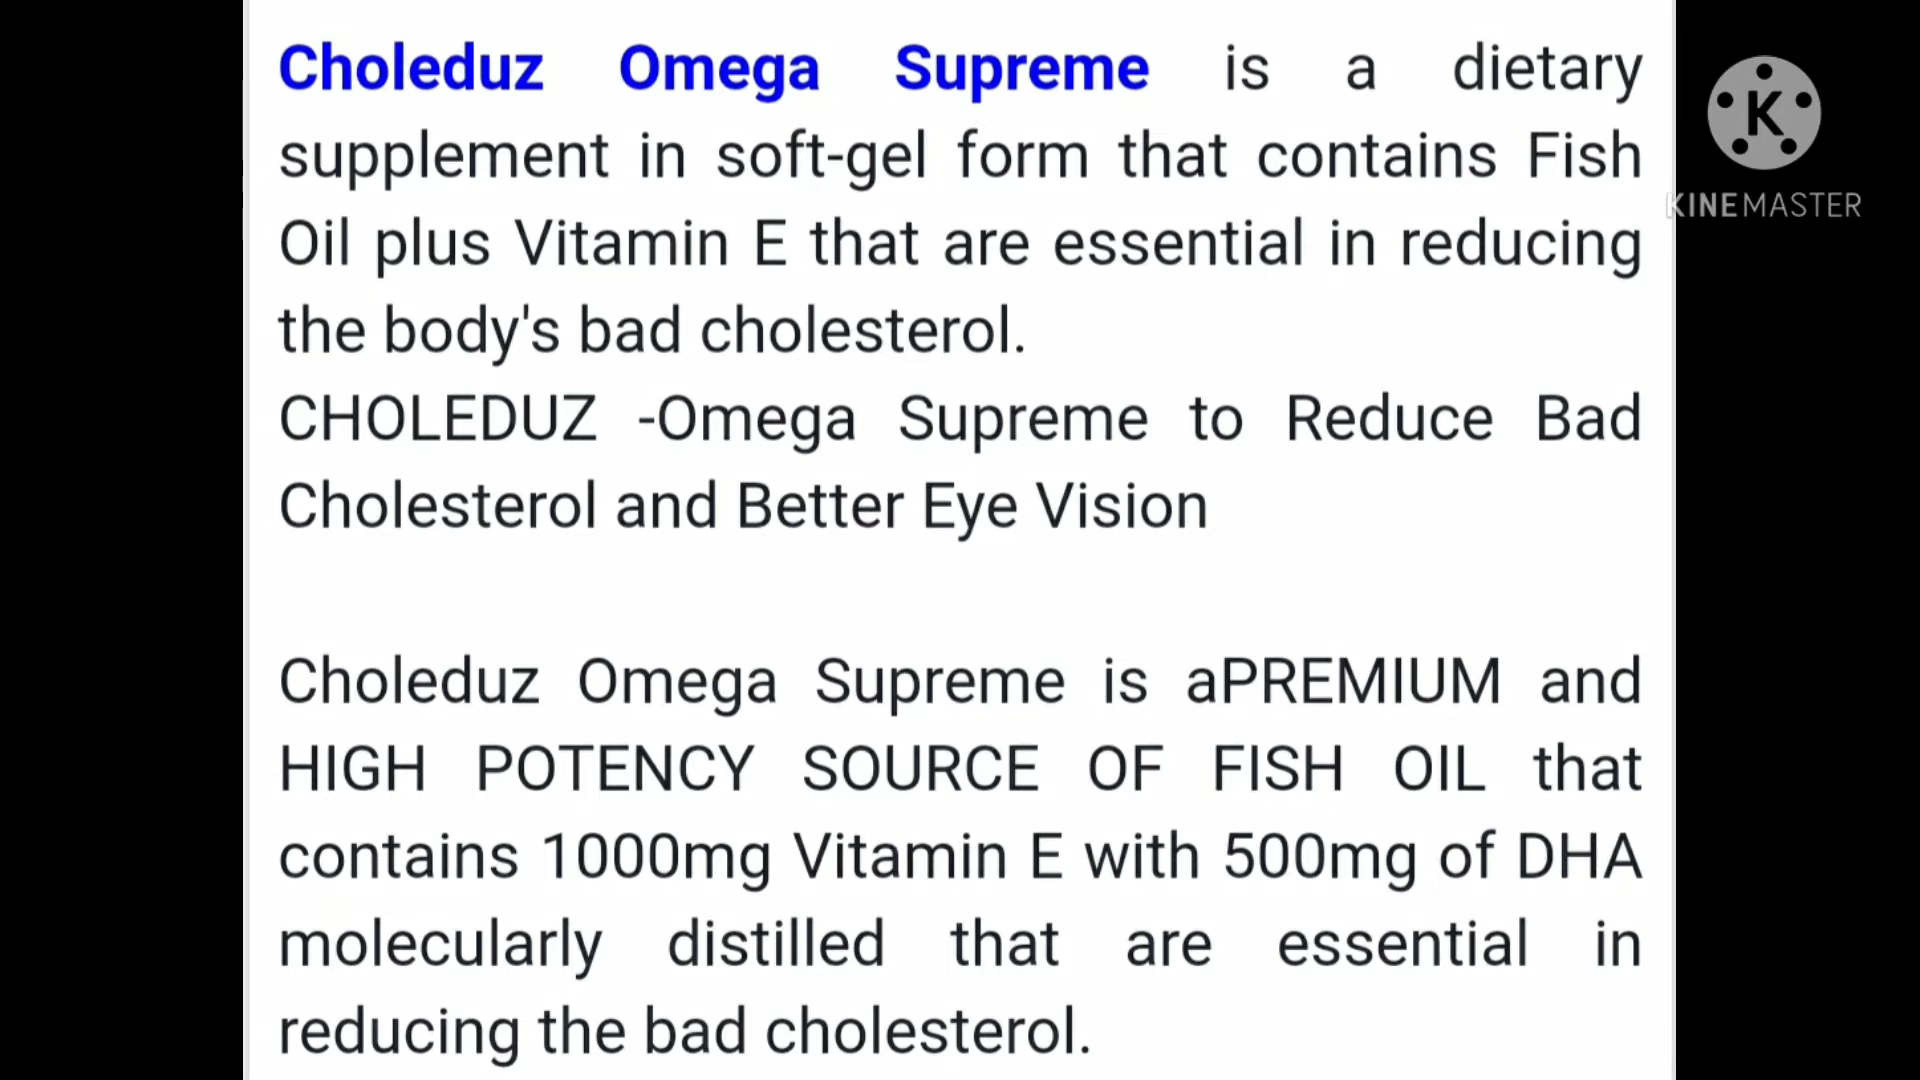 Choleduz Omega Supreme is a dietary
supplement in soft-gel form that contains Fish
Oil plus Vitamin E that are essential in reducing
the body's bad cholesterol.
CHOLEDUZ -Omega Supreme to Reduce Bad
Cholesterol and Better Eye Vision
Choleduz Omega Supreme is aPREMIUM and
HIGH POTENCY SOURCE OF FISH OIL that
contains 1000mg Vitamin E with 500mg of DHA
molecularly distilled that are essential in
reducing the bad cholesterol.
K
KINEMASTER